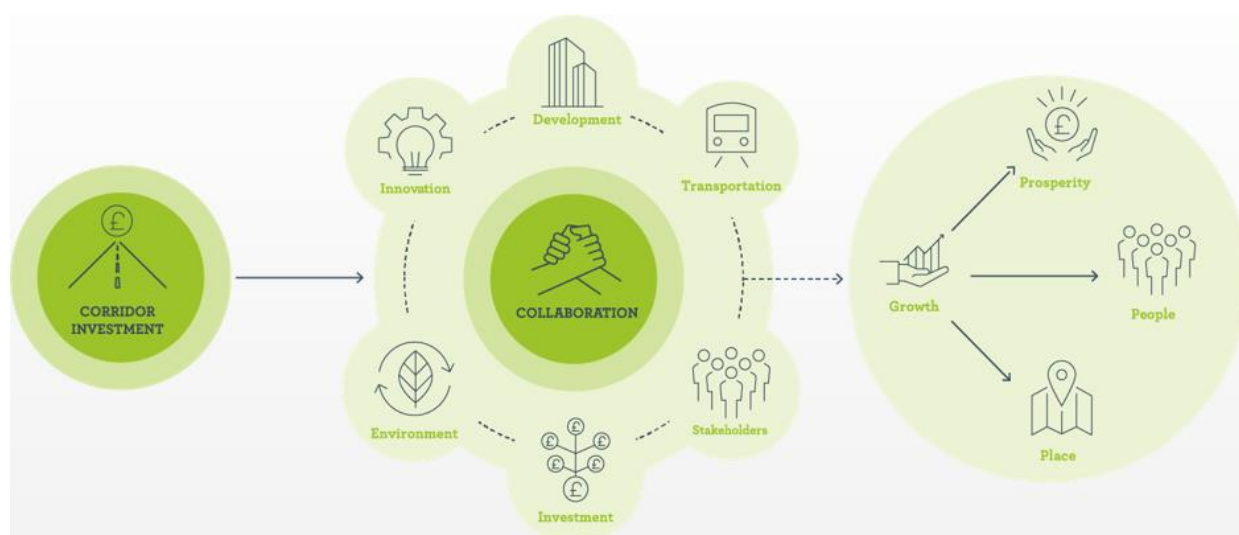 CORRIDOR
INVESTMENT
£
Development
Innovation
Transportation
COLLABORATION
Environment
Stakeholders
£
£
£
£
£
£
Investment
£
Prosperity
Growth
People
Place